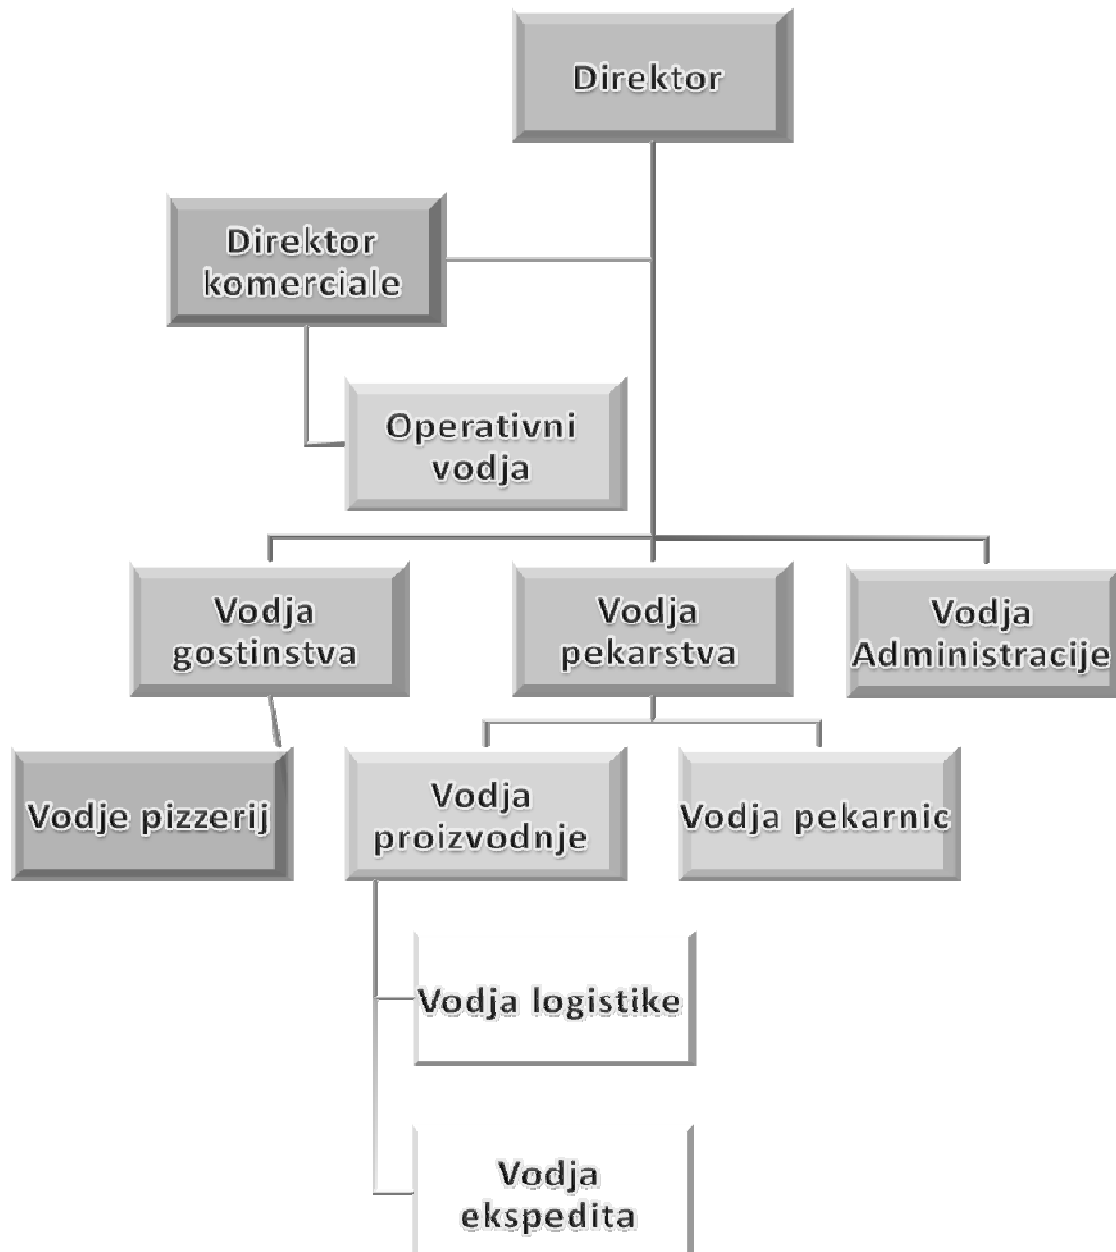 Direktor
Direktor
komerciale
Operativni
vodja
Vodja
gostinstva
Vodja
pekarstva
Vodja
Administracije
Vodje pizzerij
Vodja
proizvodnje
Vodja pekarnic
Vodja logistike
Vodja
ekspedita